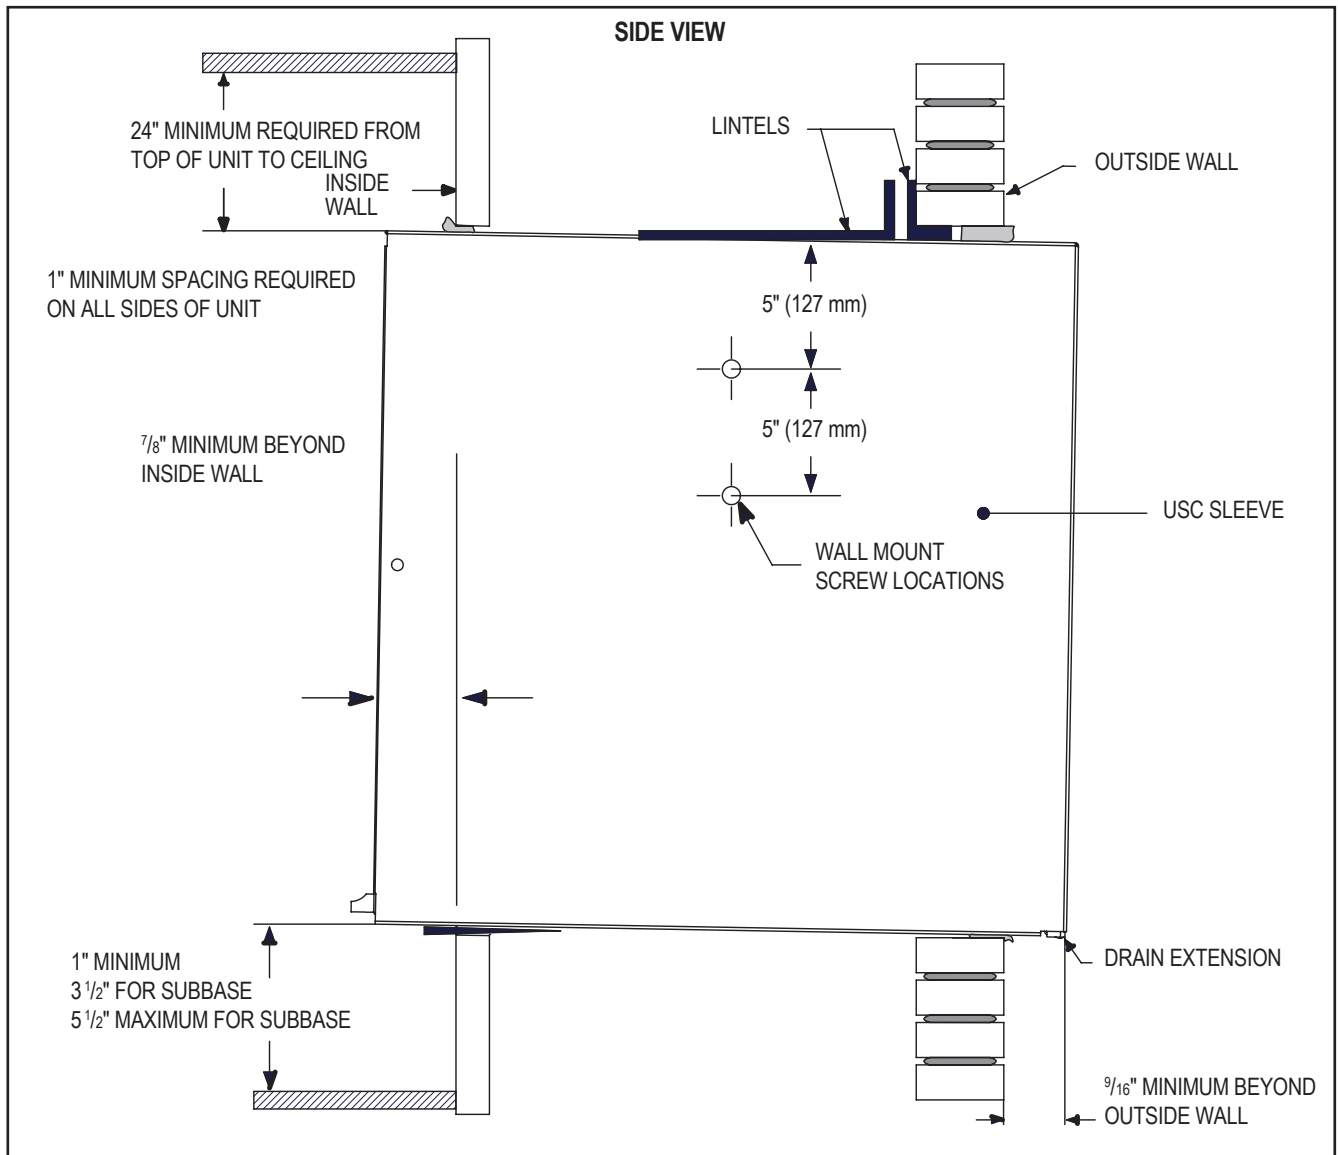 SIDE VIEW
24" MINIMUM REQUIRED FROM
TOP OF UNIT TO CEILING
INSIDE
WALL
LINTELS
OUTSIDE WALL
1" MINIMUM SPACING REQUIRED
ON ALL SIDES OF UNIT
5" (127 mm)
7/8" MINIMUM BEYOND
INSIDE WALL
5" (127 mm)
USC SLEEVE
WALL MOUNT
SCREW LOCATIONS
1" MINIMUM
3 1/2" FOR SUBBASE
5 1/2" MAXIMUM FOR SUBBASE
DRAIN EXTENSION
9/16" MINIMUM BEYOND
OUTSIDE WALL